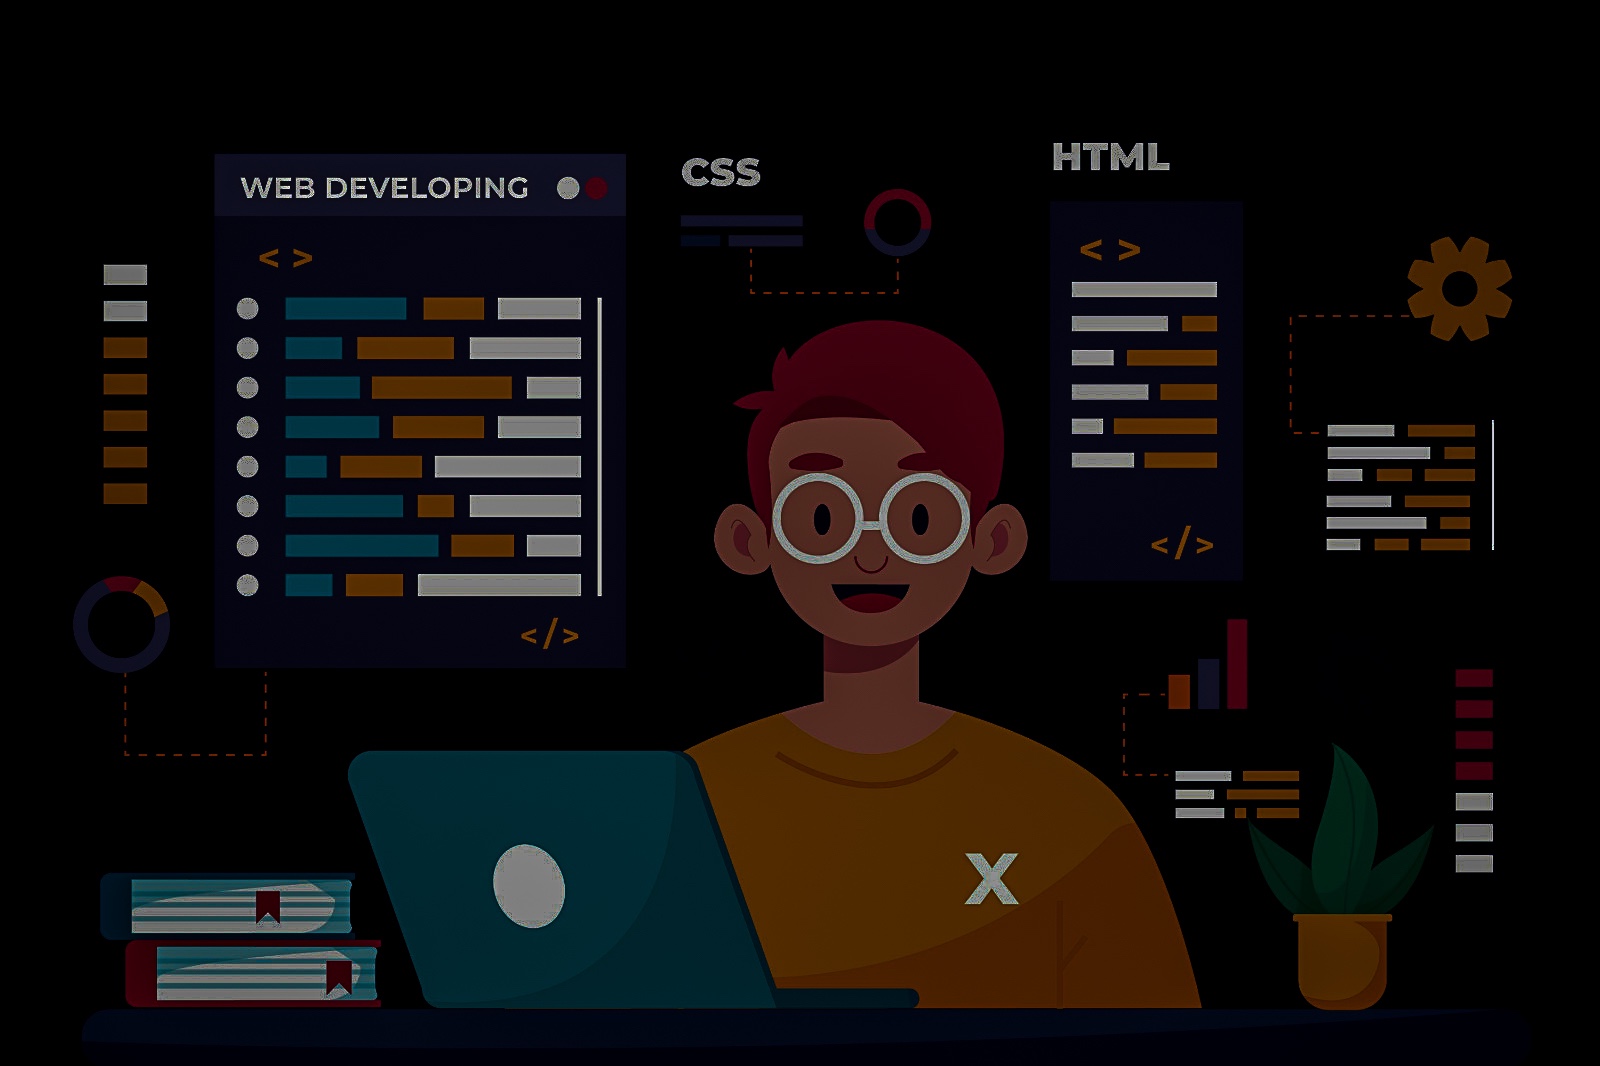 HTML
CSS
WEB DEVELOPING
< >
< >
</>
</>
X